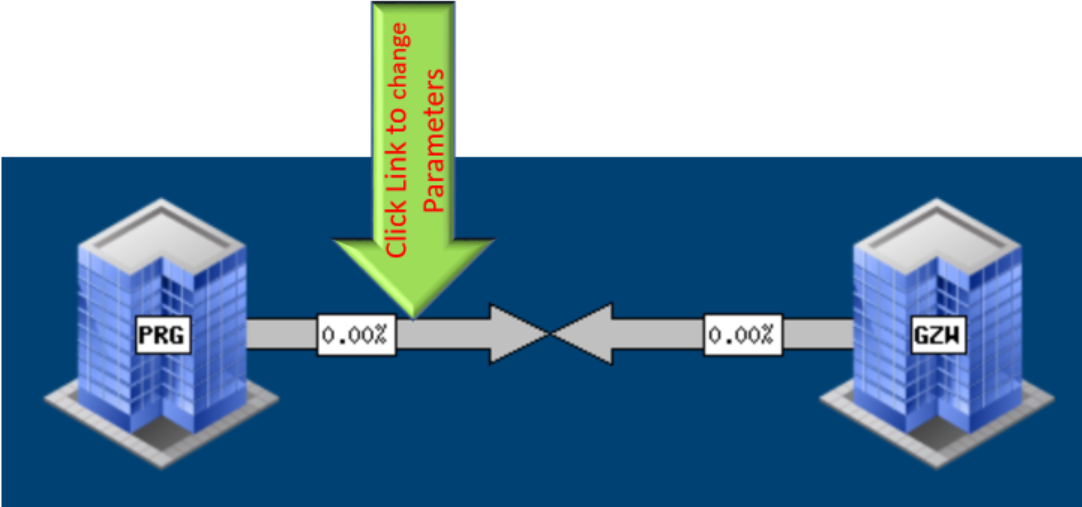 Click Link to change
Parameters
PRG
0.00%
0.00%
GZW